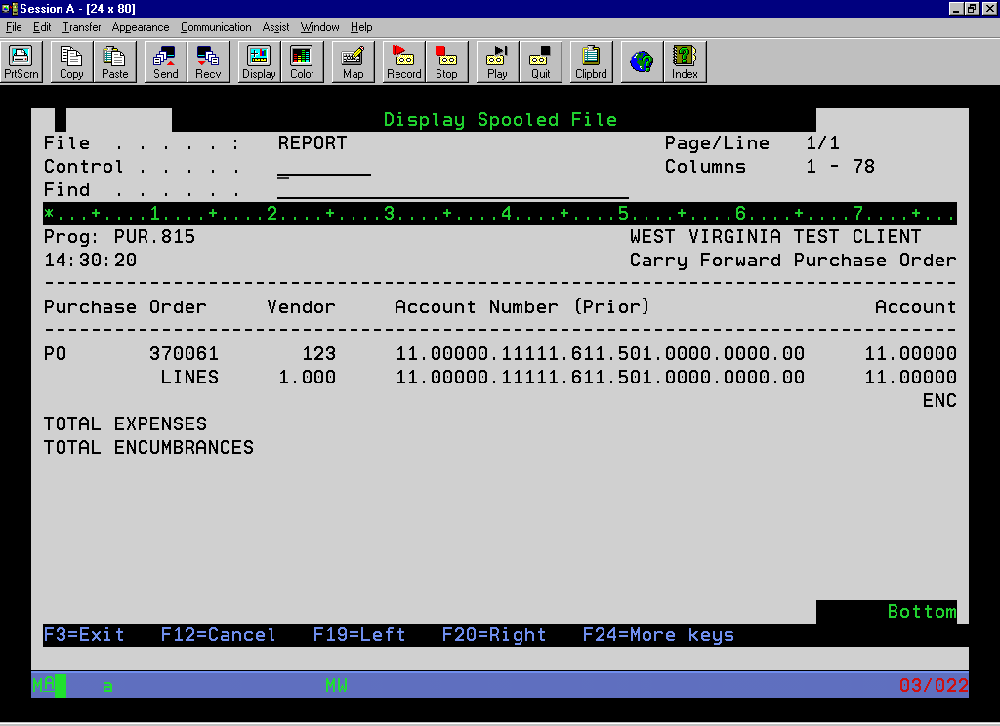 Session A - [24 x 80]
File Edit Transfer Appearance Communication Assist Window Help
PrtScrn Copy Paste Send Recv Display Color Map Record Stop Play Quit Clipbrd Index
Display Spooled File
File . . . . . : REPORT Page/Line 1/1
Control . . . . . Columns 1 - 78
Find . . . . . .
*...+....1....+....2....+....3....+....4....+....5....+....6....+....7....+...
Prog: PUR.815 WEST VIRGINIA TEST CLIENT
14:30:20 Carry Forward Purchase Order
------------------------------------------------------------------------------
Purchase Order Vendor Account Number (Prior) Account
------------------------------------------------------------------------------
PO 370061 123 11.00000.11111.611.501.0000.0000.00 11.00000
LINES 1.000 11.00000.11111.611.501.0000.0000.00 11.00000
ENC
TOTAL EXPENSES
TOTAL ENCUMBRANCES
Bottom
F3=Exit F12=Cancel F19=Left F20=Right F24=More keys
MA a MW 03/022